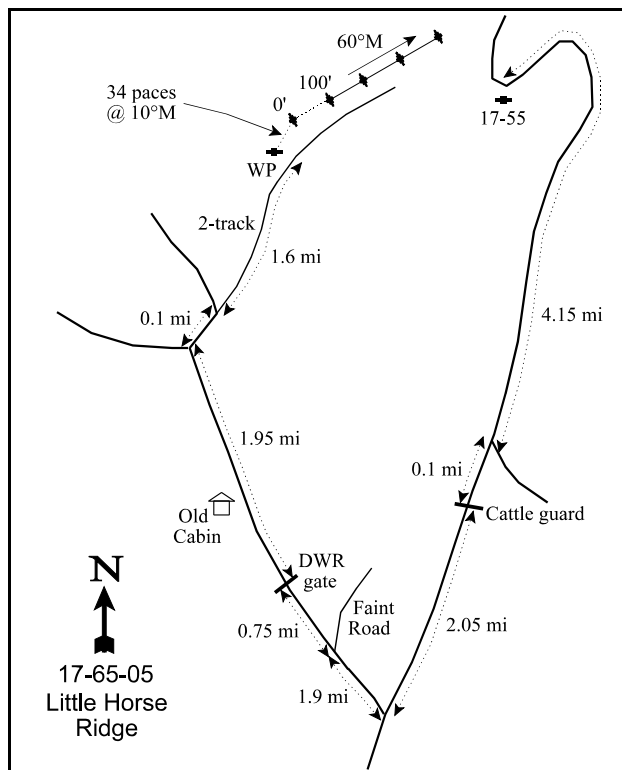 60°M
100'
34 paces
@ 10°M
0'
17-55
WP
2-track
1.6 mi
0.1 mi
4.15 mi
1.95 mi
0.1 mi
Old
Cabin
Cattle guard
DWR
gate
N
Faint
Road
0.75 mi
2.05 mi
17-65-05
Little Horse
Ridge
1.9 mi